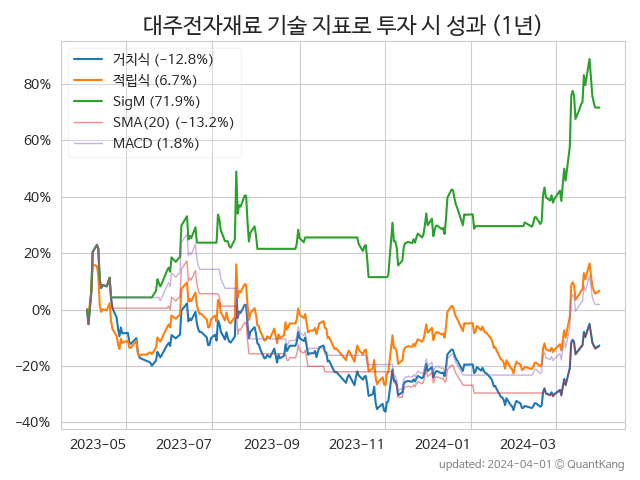 대주전자재료 기술 지표로 투자 시 성과 (1년)
거치식 (-12.8%)
적립식 (6.7%)
SigM (71.9%)
SMA(20) (-13.2%)
MACD (1.8%)
80%
60%
40%
20%
0%
-20%
-40%
2023-05 2023-07 2023-09 2023-11 2024-01 2024-03
updated: 2024-04-01 © QuantKang